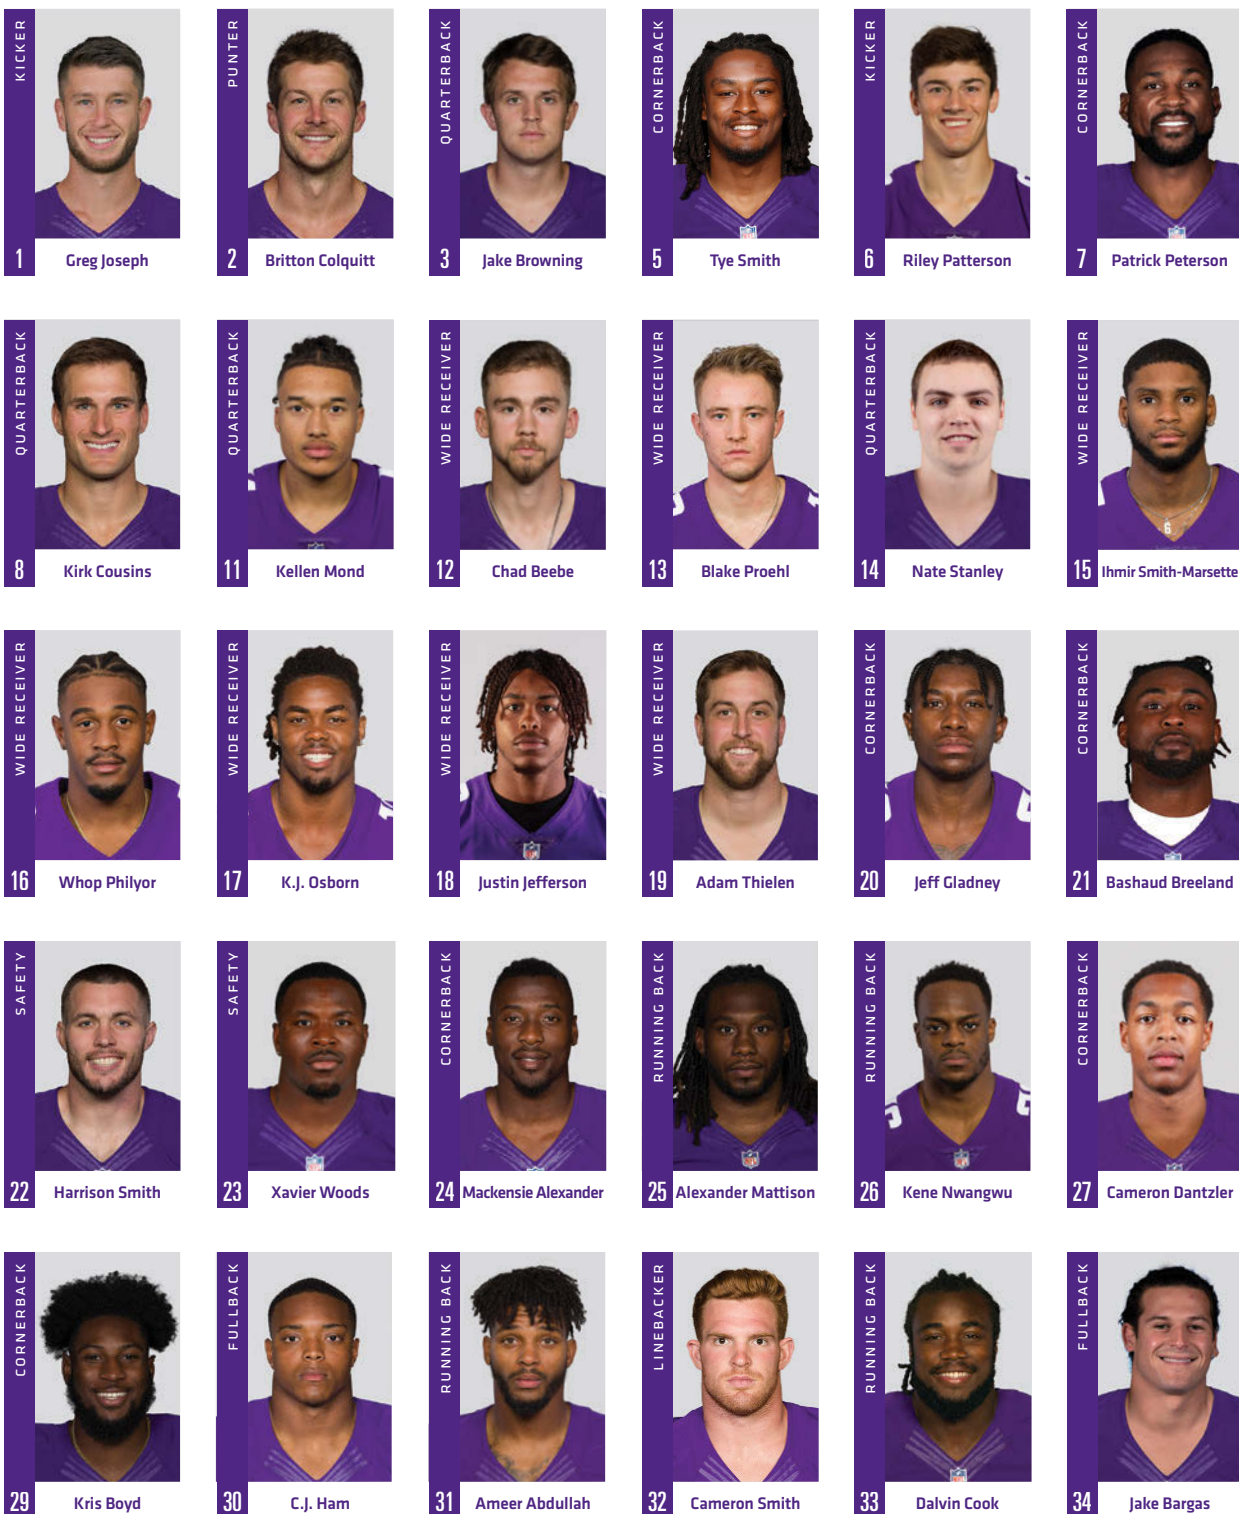 KICKER
1
Greg Joseph
PUNTER
2
Britton Colquitt
QUARTERBACK
3
Jake Browning
CORNERBACK
5
Tye Smith
KICKER
6
Riley Patterson
CORNERBACK
7
Patrick Peterson
QUARTERBACK
8
Kirk Cousins
QUARTERBACK
11
Kellen Mond
WIDE RECEIVER
12
Chad Beebe
WIDE RECEIVER
13
Blake Proehl
QUARTERBACK
14
Nate Stanley
WIDE RECEIVER
15
Ihmir Smith-Marsette
WIDE RECEIVER
16
Whop Philyor
WIDE RECEIVER
17
K.J. Osborn
WIDE RECEIVER
18
Justin Jefferson
WIDE RECEIVER
19
Adam Thielen
CORNERBACK
20
Jeff Gladney
CORNERBACK
21
Bashaud Breeland
SAFETY
22
Harrison Smith
SAFETY
23
Xavier Woods
CORNERBACK
24
Mackensie Alexander
RUNNING BACK
25
Alexander Mattison
RUNNING BACK
26
Kene Nwangwu
CORNERBACK
27
Cameron Dantzler
CORNERBACK
29
Kris Boyd
FULLBACK
30
C.J. Ham
RUNNING BACK
31
Ameer Abdullah
LINEBACKER
32
Cameron Smith
RUNNING BACK
33
Dalvin Cook
FULLBACK
34
Jake Bargas